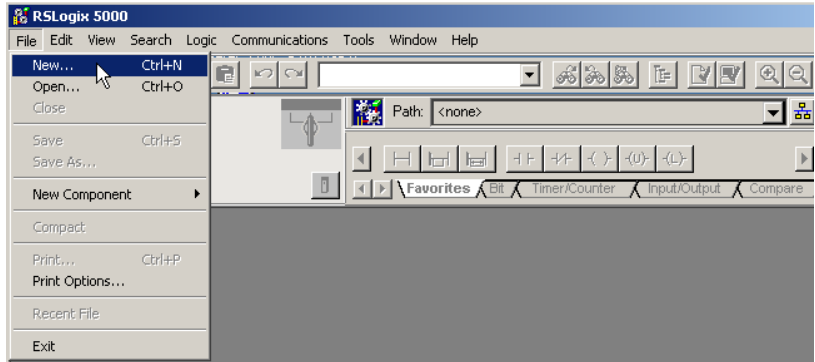 RSLogix 5000
File Edit View Search Logic Communications Tools Window Help
New... Ctrl+N
Open... Ctrl+O
Close
Save Ctrl+S
Save As...
New Component
Compact
Print... Ctrl+P
Print Options...
Recent File
Exit
Path: <none>
(U) (L)
Favorites Bit Timer/Counter Input/Output Compare